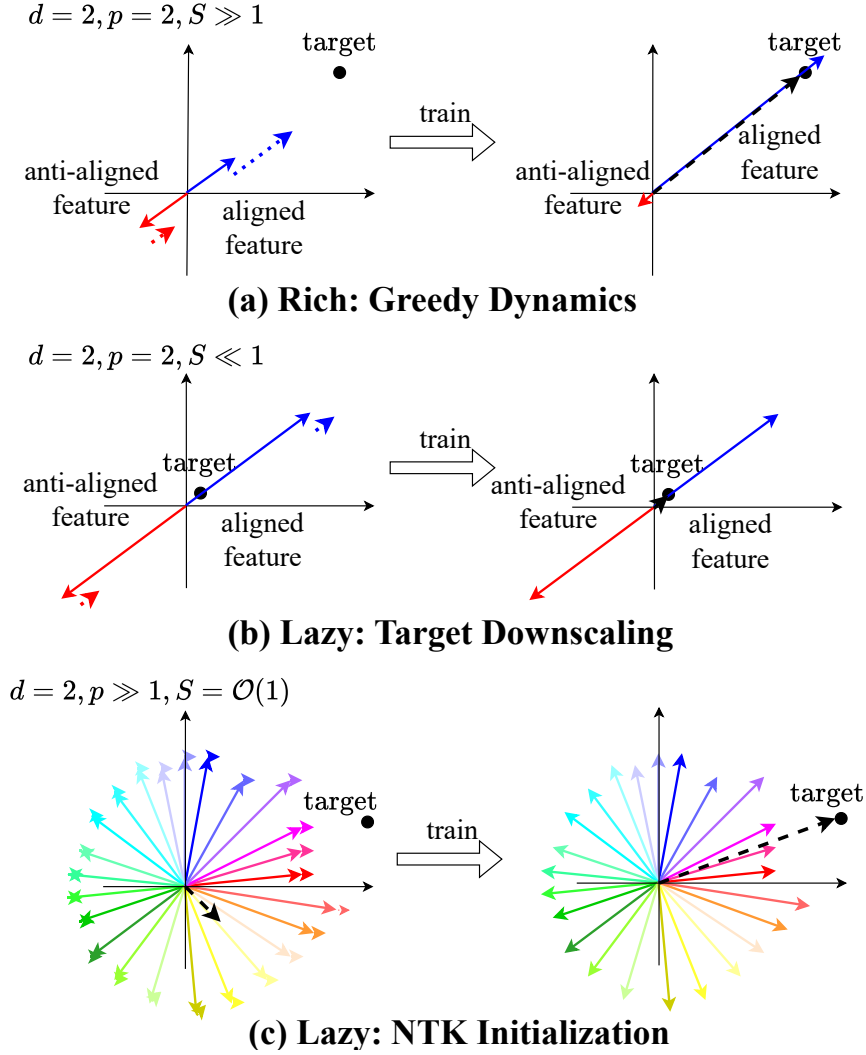 d = 2, p = 2, S ≫ 1
target
target
train
anti-aligned
feature
aligned
feature
anti-aligned
feature
aligned
feature
(a) Rich: Greedy Dynamics
d = 2, p = 2, S ≪ 1
target
train
target
anti-aligned
feature
aligned
feature
anti-aligned
feature
aligned
feature
(b) Lazy: Target Downscaling
d = 2, p ≫ 1, S = 𝒪(1)
target
train
target
(c) Lazy: NTK Initialization